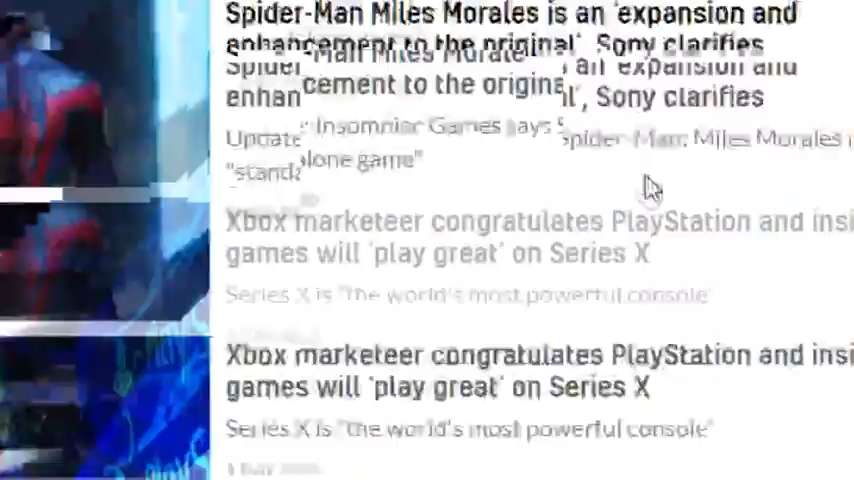 Spider-Man Miles Morales is an 'expansion and
enhancement to the original', Sony clarifies
Spider-Man Miles Morales is an 'expansion and
enhancement to the original', Sony clarifies
Update: Insomniac Games says Spider-Man: Miles Morales
"standalone game"
Xbox marketeer congratulates PlayStation and insi
games will 'play great' on Series X
Series X is "the world's most powerful console"
Xbox marketeer congratulates PlayStation and insi
games will 'play great' on Series X
Series X is "the world's most powerful console"